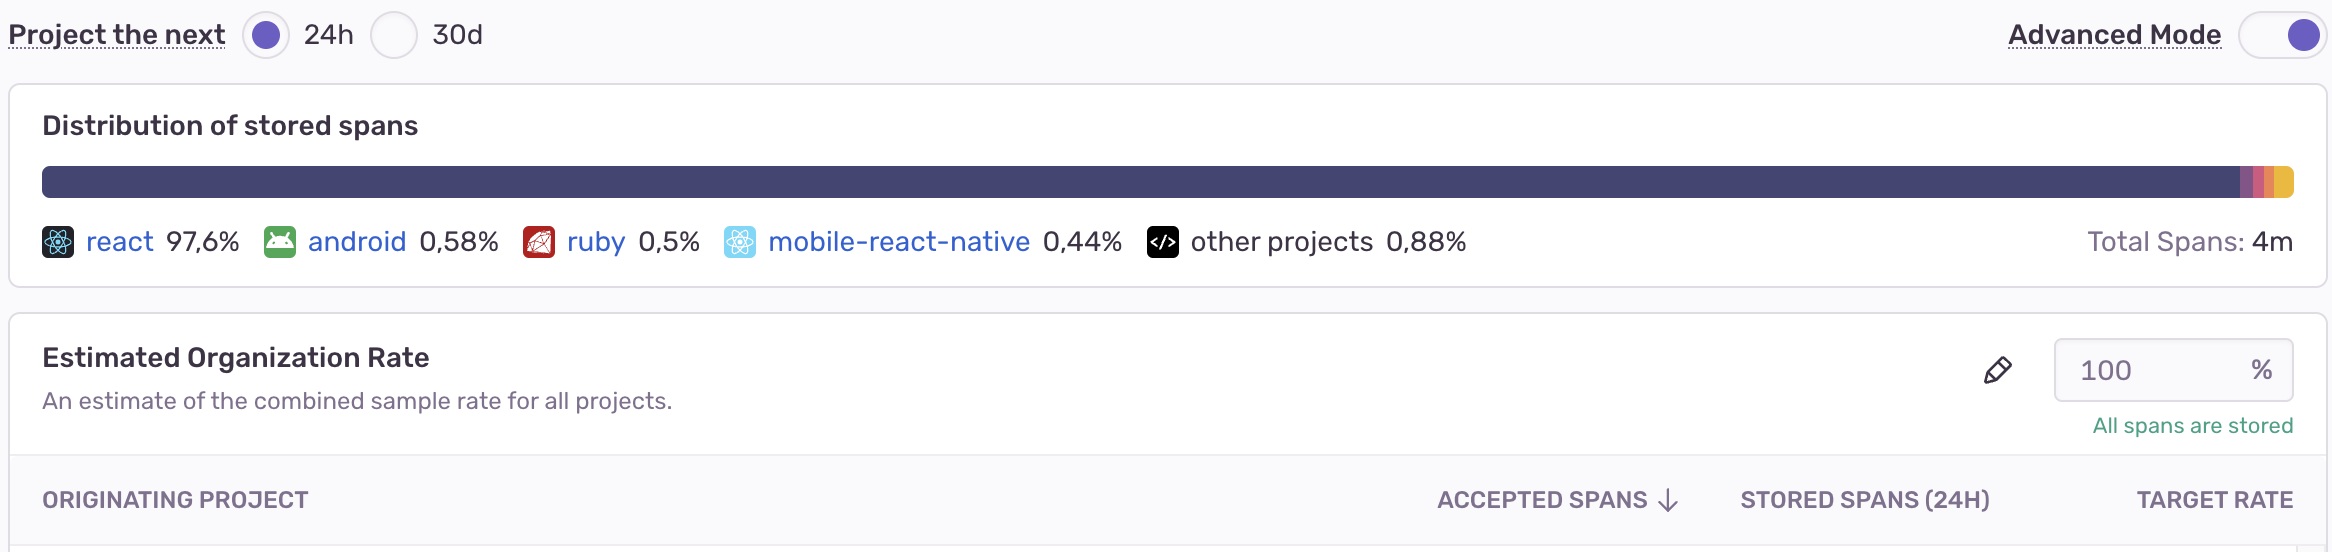 Project the next 24h 30d Advanced Mode
Distribution of stored spans
react 97,6% android 0,58% ruby 0,5% mobile-react-native 0,44% </> other projects 0,88% Total Spans: 4m
Estimated Organization Rate
An estimate of the combined sample rate for all projects.
100 %
All spans are stored
ORIGINATING PROJECT ACCEPTED SPANS STORED SPANS (24H) TARGET RATE